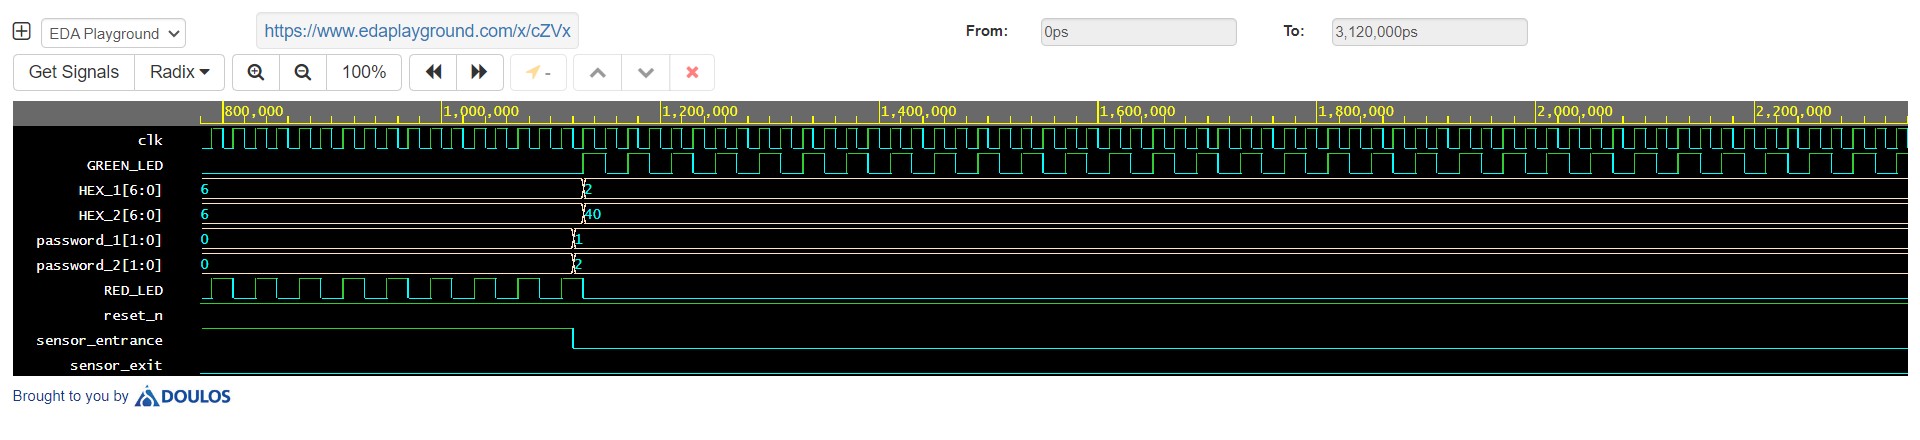 EDA Playground https://www.edaplayground.com/x/cZVx From: 0ps To: 3,120,000ps
Get Signals Radix 100% -
800,000 1,000,000 1,200,000 1,400,000 1,600,000 1,800,000 2,000,000 2,200,000
clk
GREEN_LED
HEX_1[6:0] 6 2
HEX_2[6:0] 6 40
password_1[1:0] 0 1
password_2[1:0] 0 2
RED_LED
reset_n
sensor_entrance
sensor_exit
Brought to you by DOULOS